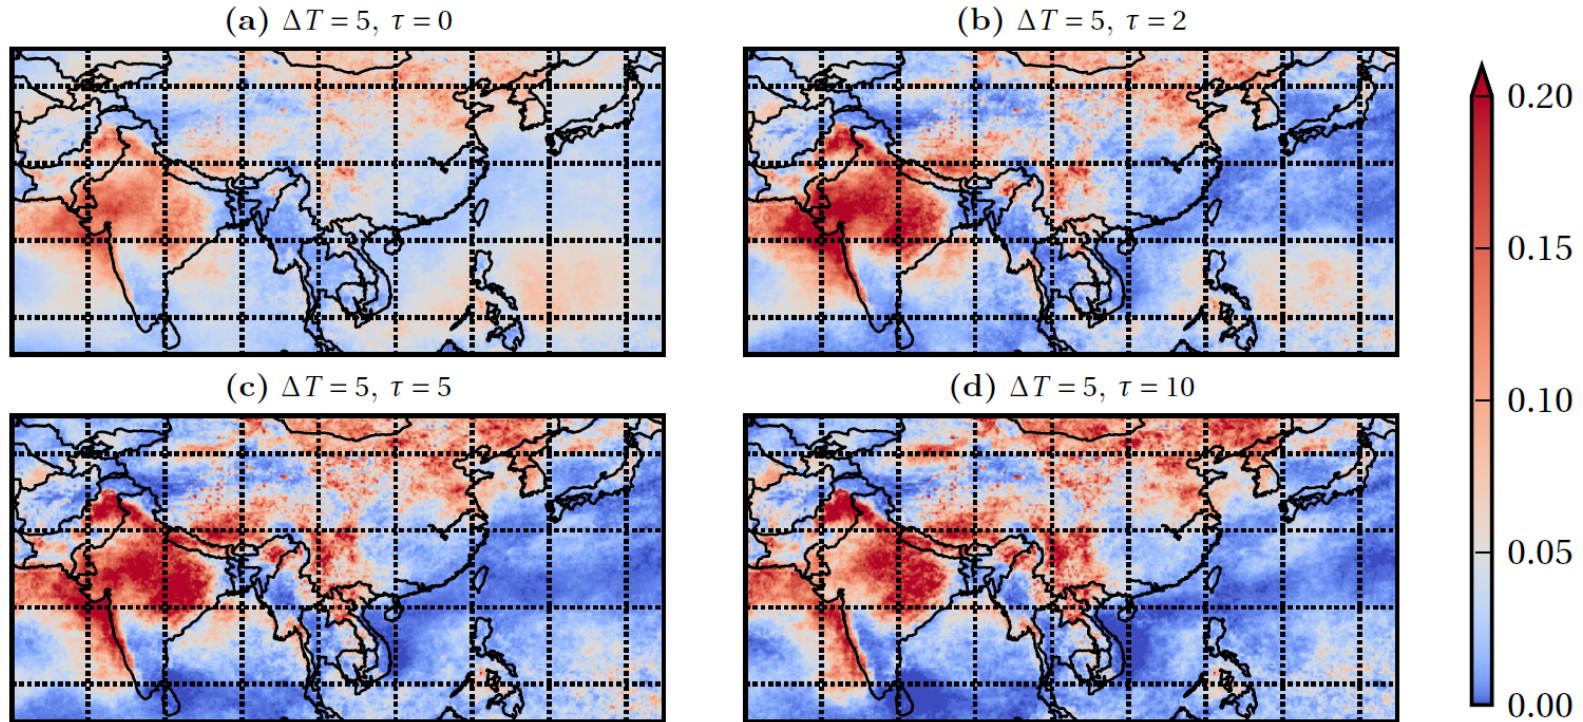 (a) ΔT = 5, τ = 0
(b) ΔT = 5, τ = 2
(c) ΔT = 5, τ = 5
(d) ΔT = 5, τ = 10
0.20
0.15
0.10
0.05
0.00